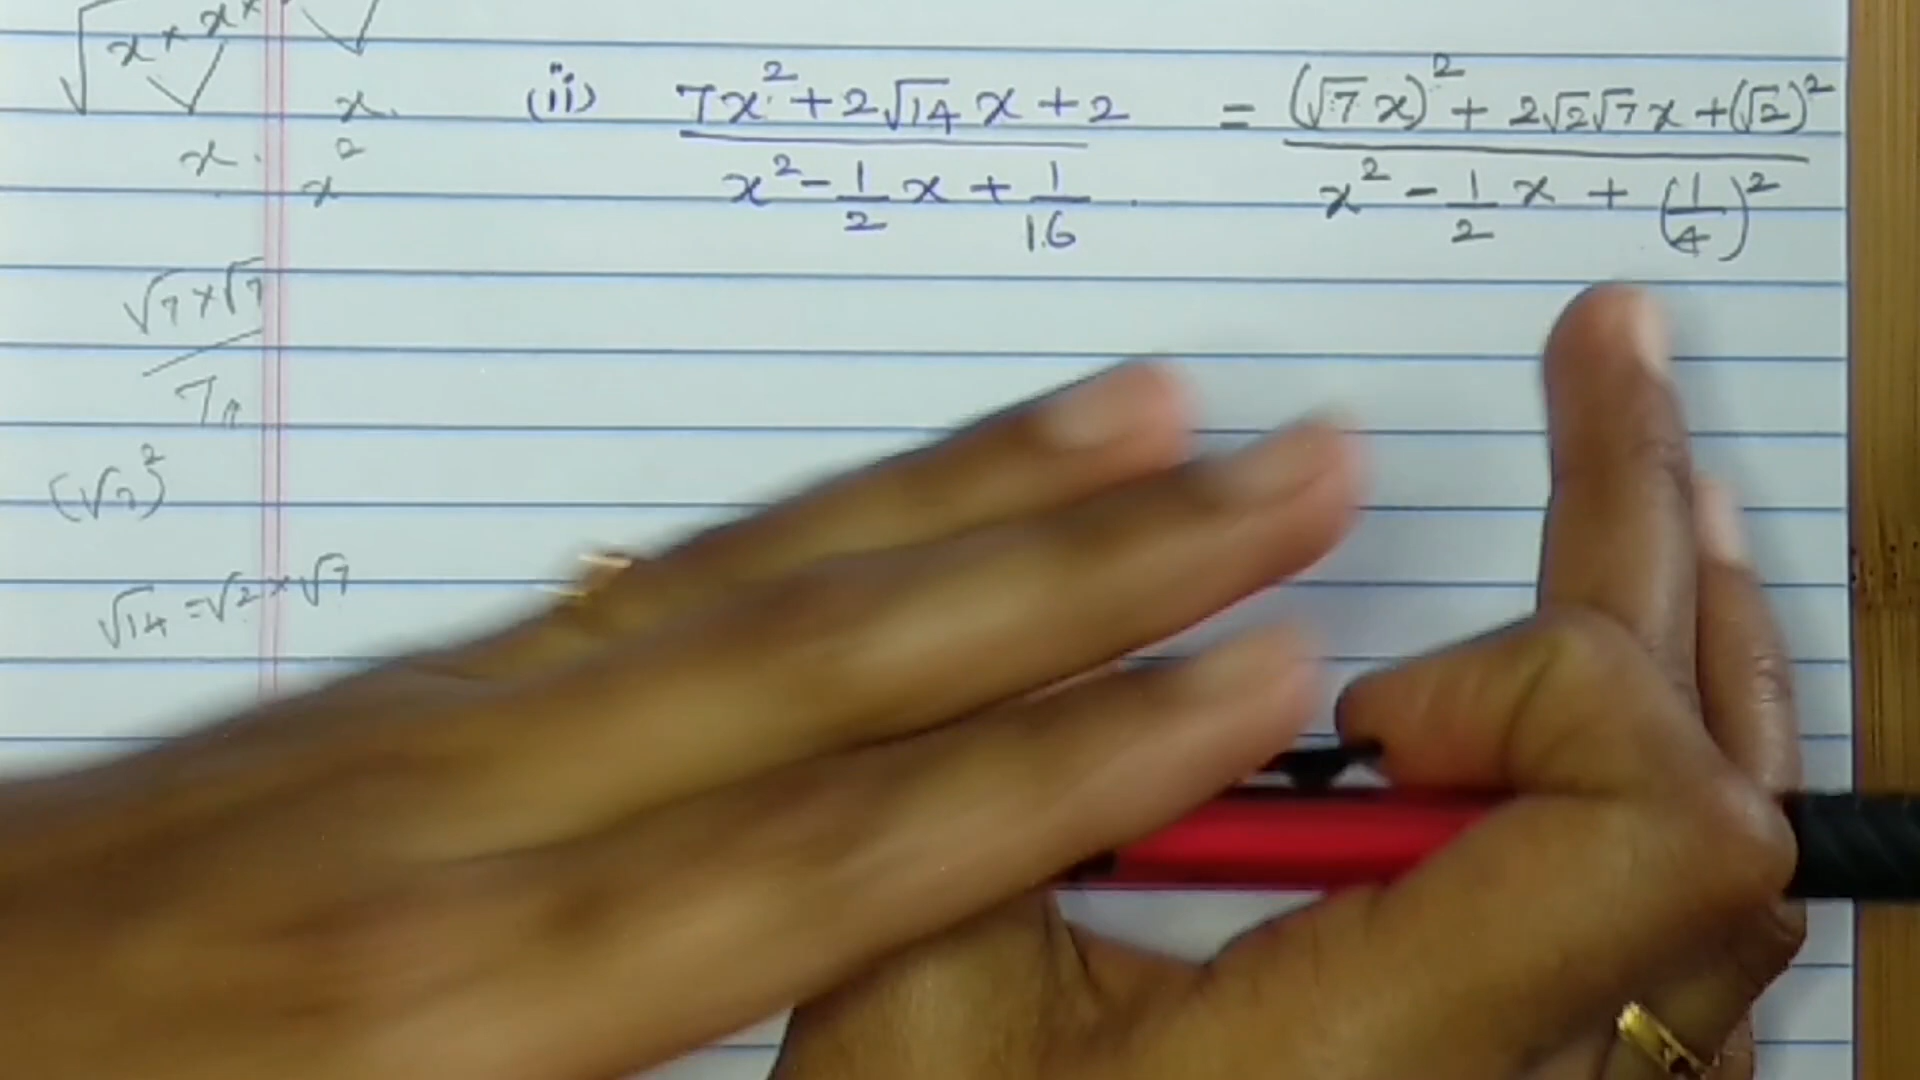 √x × x ×
x.
x.
x²
(ii) 7x² + 2√14 x + 2 / x² - 1/2 x + 1/16 = (√7 x)² + 2√2√7 x + (√2)² / x² - 1/2 x + (1/4)²
√7 × √7
7
(√7)²
√14 = √2 × √7